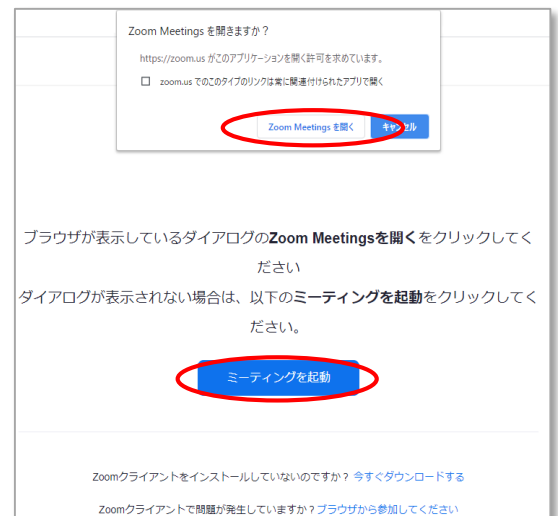 Zoom Meetings を開きますか？
https://zoom.us がこのアプリケーションを開く許可を求めています。
zoom.us でのこのタイプのリンクは常に関連付けられたアプリで開く
Zoom Meetings を開く
キャンセル
ブラウザが表示しているダイアログのZoom Meetingsを開くをクリックしてく
ださい
ダイアログが表示されない場合は、以下のミーティングを起動をクリックしてく
ださい。
ミーティングを起動
Zoomクライアントをインストールしていないのですか？ 今すぐダウンロードする
Zoomクライアントで問題が発生していますか？ブラウザから参加してください